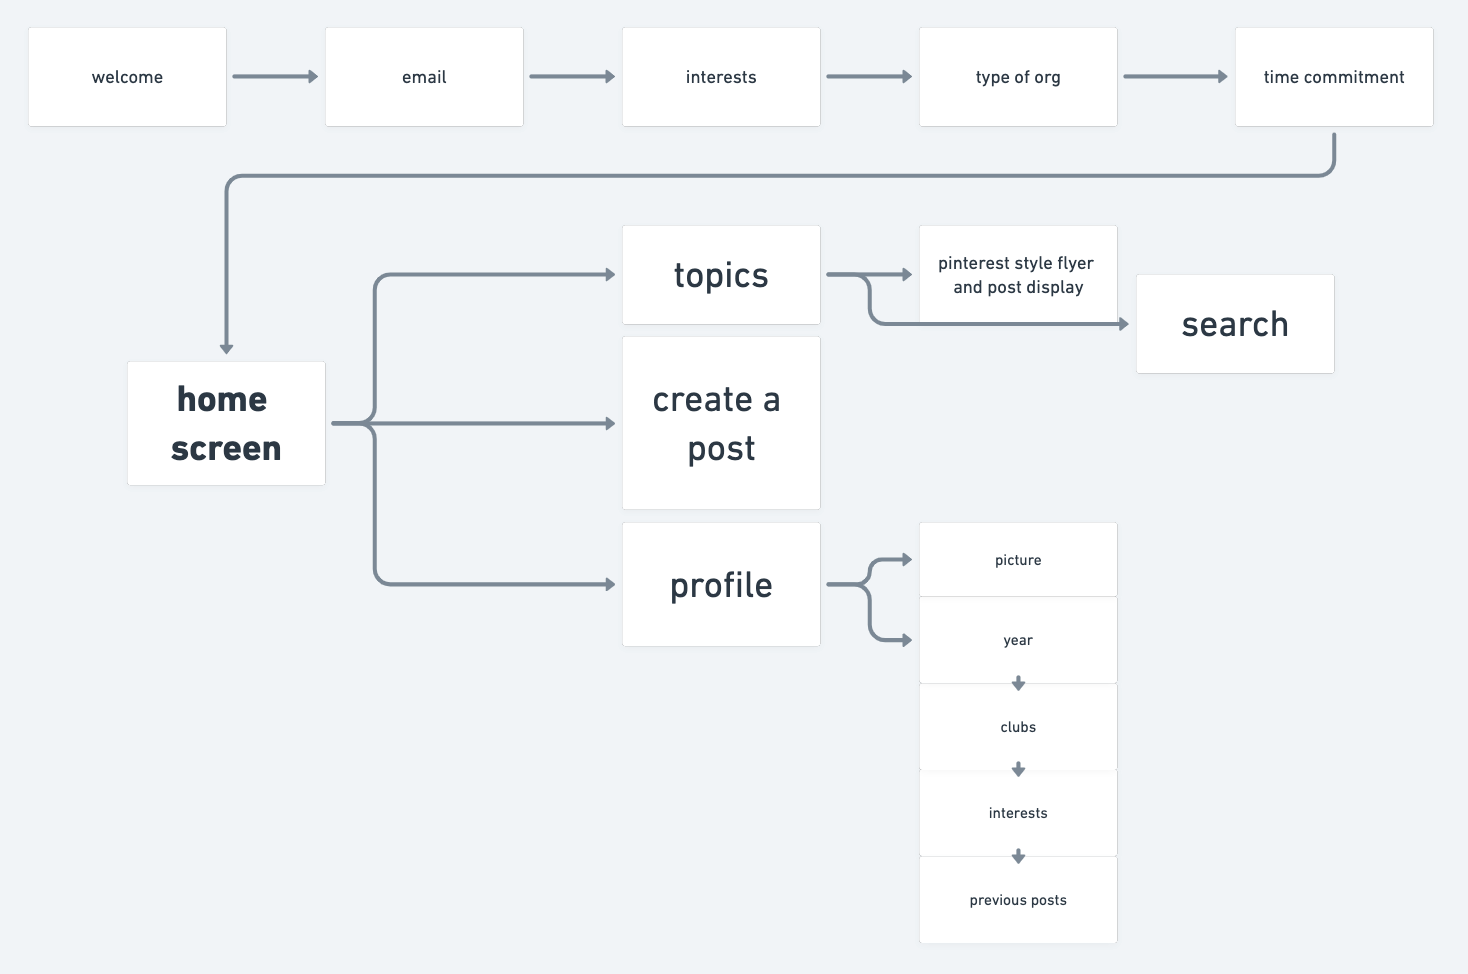 welcome
email
interests
type of org
time commitment
topics
pinterest style flyer
and post display
search
home
screen
create a
post
profile
picture
year
clubs
interests
previous posts